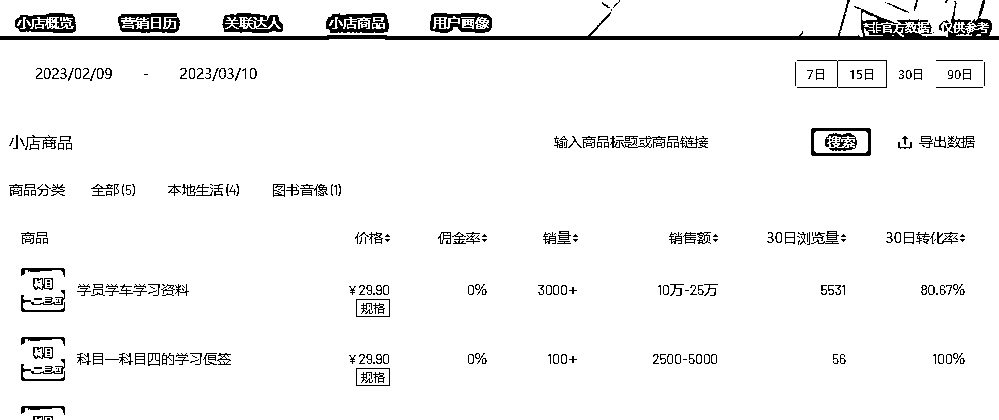 小店概览 营销日历 关联达人 小店商品 用户画像 非官方数据，仅供参考
2023/02/09 - 2023/03/10 7日 15日 30日 90日
小店商品 输入商品标题或商品链接 搜索 导出数据
商品分类 全部(5) 本地生活(4) 图书音像(1)
商品 价格 佣金率 销量 销售额 30日浏览量 30日转化率
科目
一二三四
学员学车学习资料 ¥29.90 0% 3000+ 10万-25万 5531 80.67%
规格
科目
一二三四
科目一科目四的学习便签 ¥29.90 0% 100+ 2500-5000 56 100%
规格